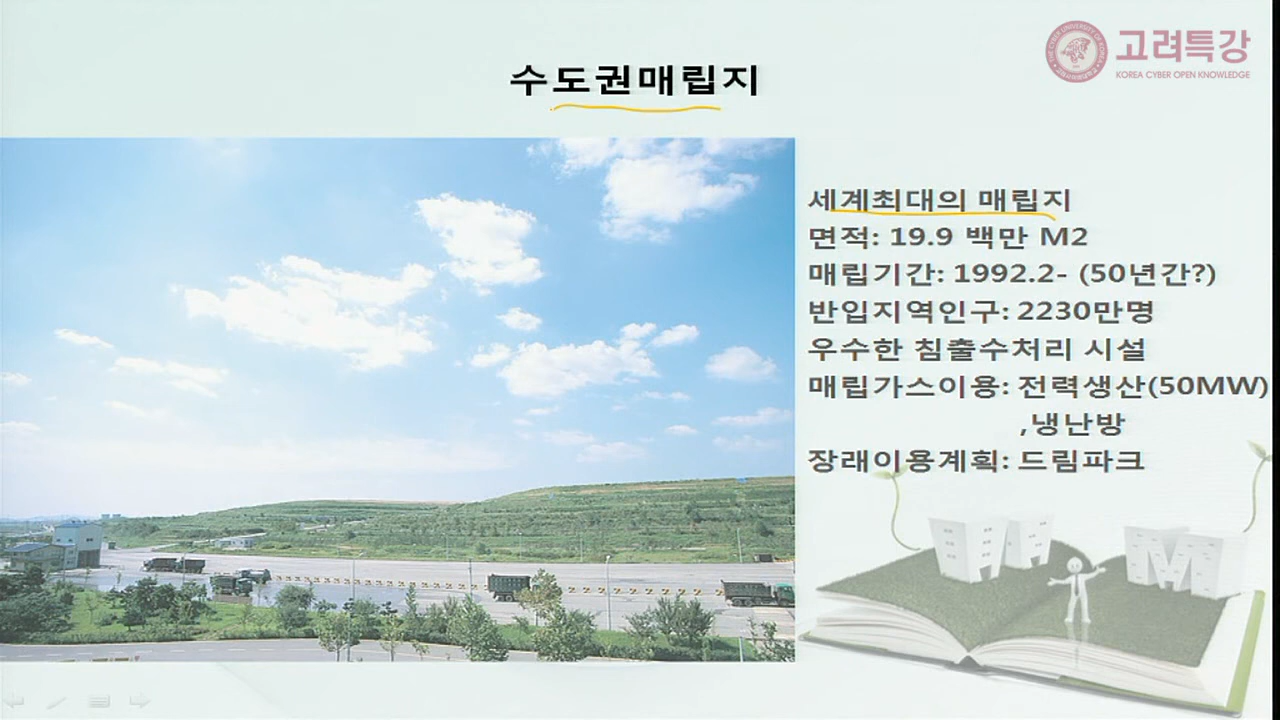 고려특강
KOREA CYBER OPEN KNOWLEDGE
수도권매립지
세계최대의 매립지
면적: 19.9 백만 M2
매립기간: 1992.2- (50년간?)
반입지역인구: 2230만명
우수한 침출수처리 시설
매립가스이용: 전력생산(50MW)
,냉난방
장래이용계획: 드림파크